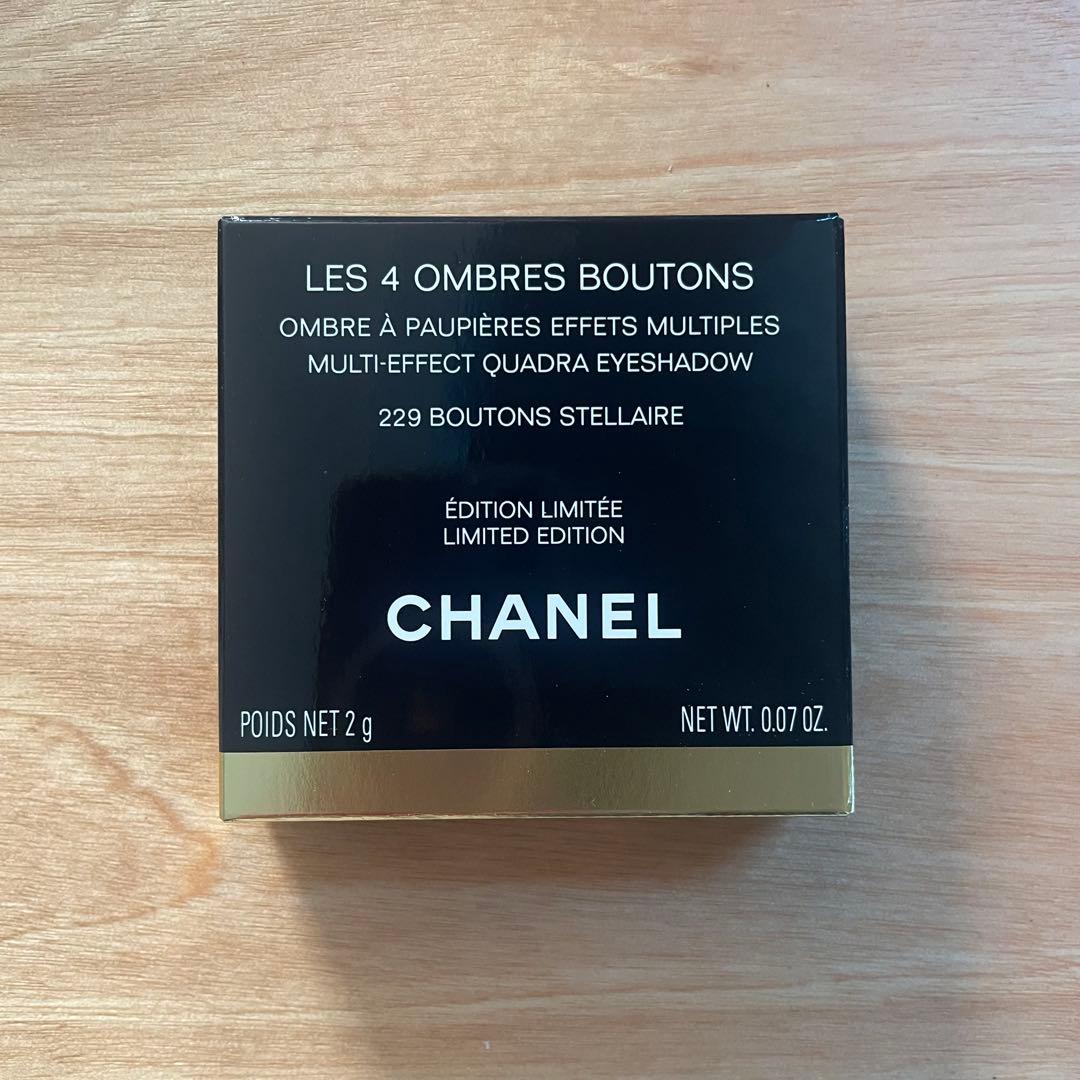 LES 4 OMBRES BOUTONS
OMBRE À PAUPIÈRES EFFETS MULTIPLES
MULTI-EFFECT QUADRA EYESHADOW
229 BOUTONS STELLAIRE
ÉDITION LIMITÉE
LIMITED EDITION
CHANEL
POIDS NET 2 g
NET WT. 0.07 OZ.